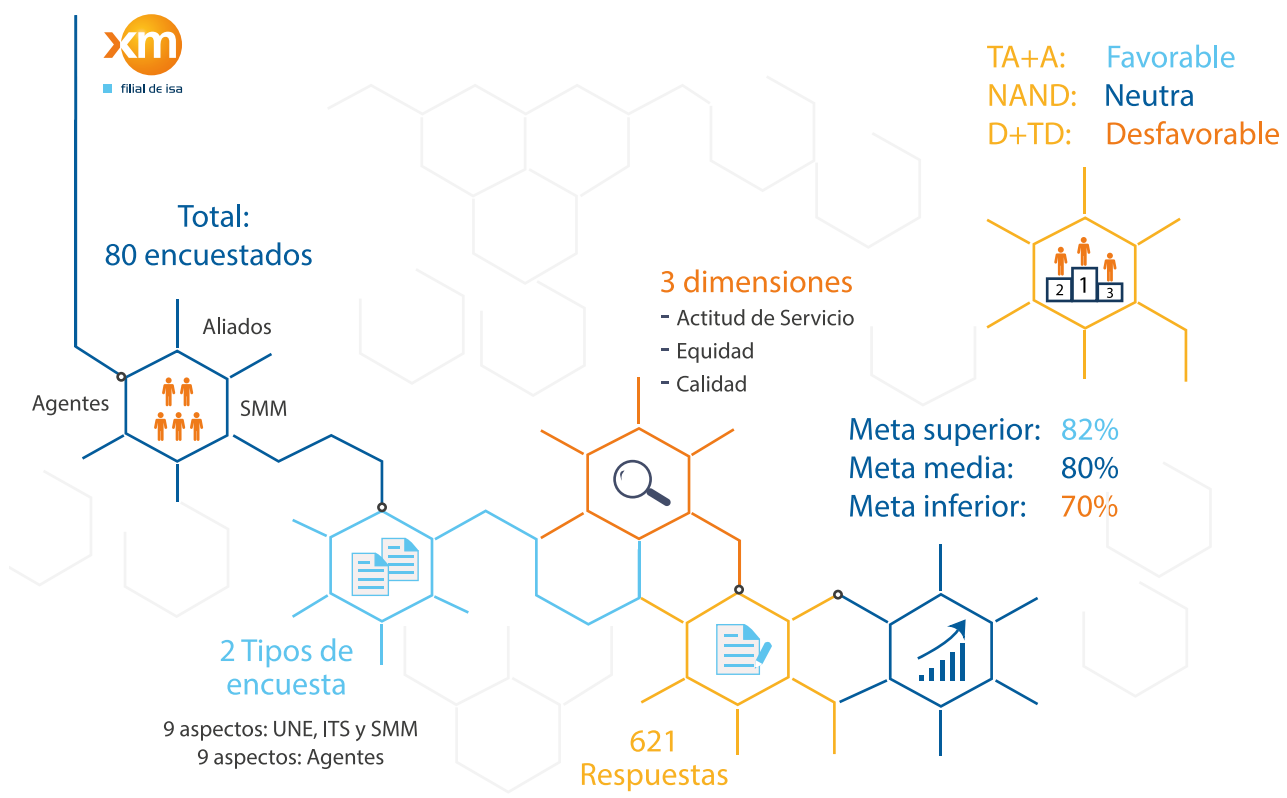 xm
filial de isa
TA+A: Favorable
NAND: Neutra
D+TD: Desfavorable
Total:
80 encuestados
Aliados
Agentes
SMM
3 dimensiones
- Actitud de Servicio
- Equidad
- Calidad
2 1 3
Meta superior: 82%
Meta media: 80%
Meta inferior: 70%
2 Tipos de
encuesta
9 aspectos: UNE, ITS y SMM
9 aspectos: Agentes
621
Respuestas